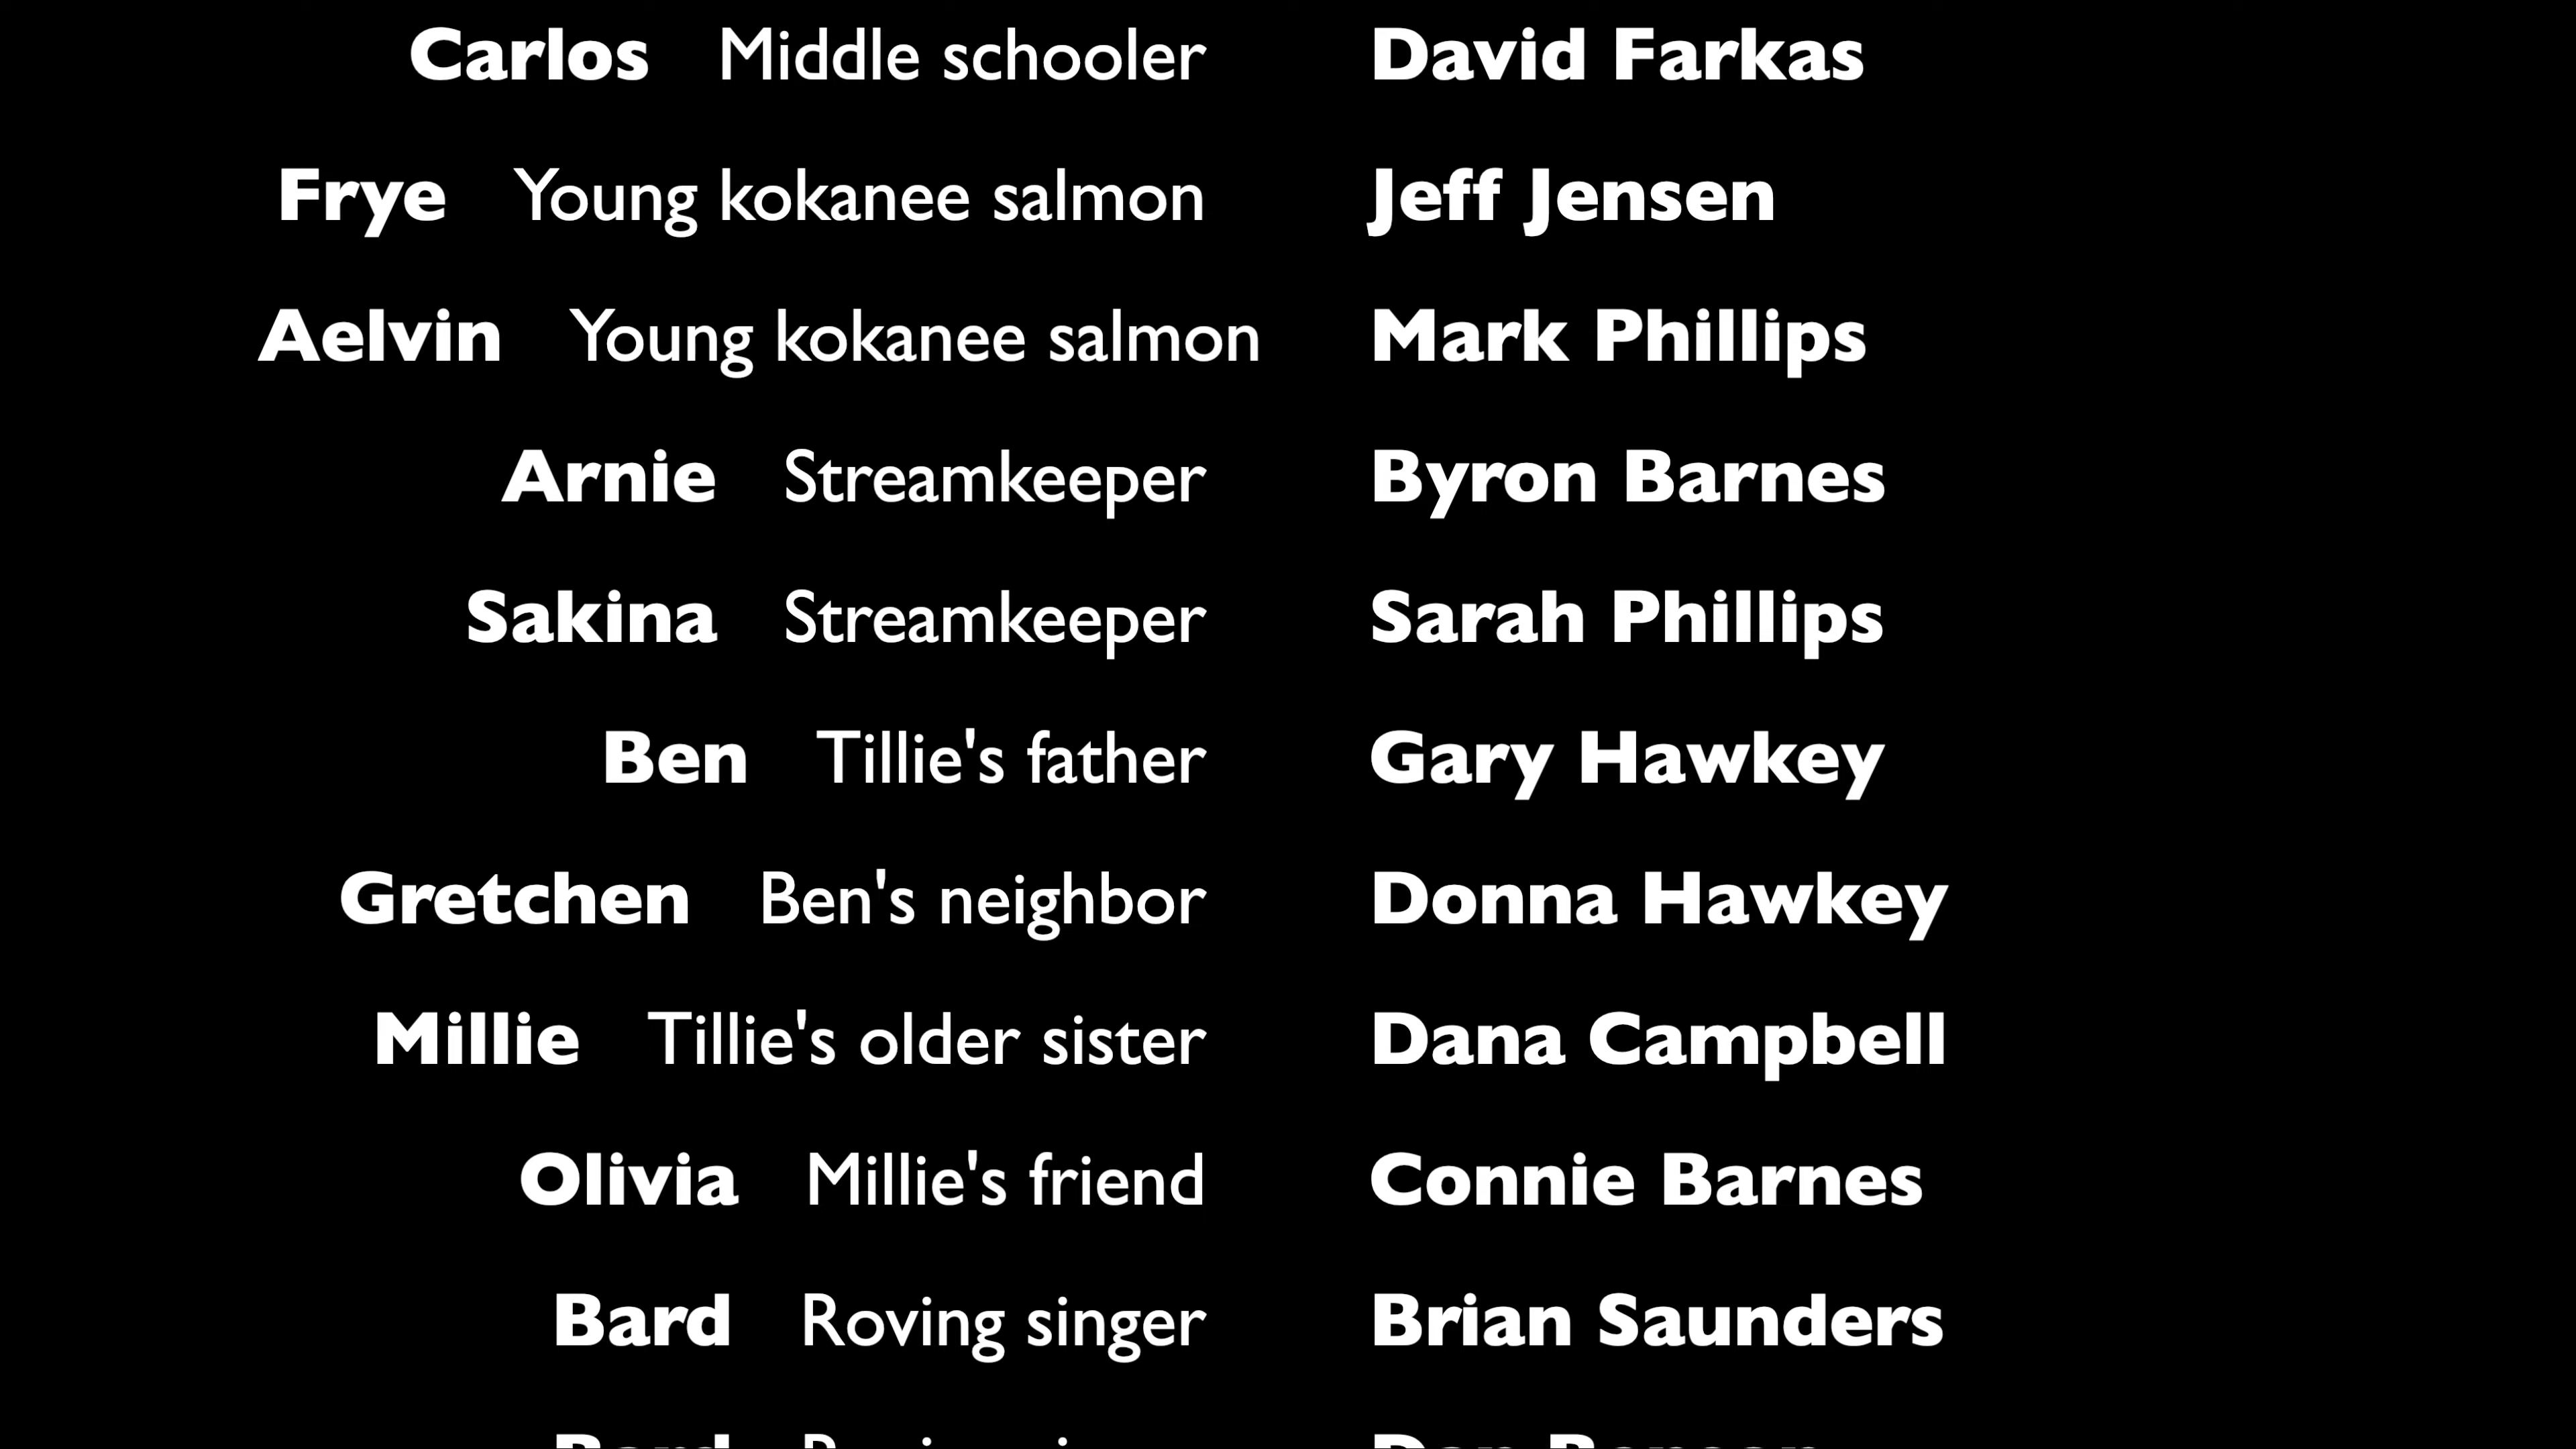 Carlos Middle schooler David Farkas
Frye Young kokanee salmon Jeff Jensen
Aelvin Young kokanee salmon Mark Phillips
Arnie Streamkeeper Byron Barnes
Sakina Streamkeeper Sarah Phillips
Ben Tillie's father Gary Hawkey
Gretchen Ben's neighbor Donna Hawkey
Millie Tillie's older sister Dana Campbell
Olivia Millie's friend Connie Barnes
Bard Roving singer Brian Saunders